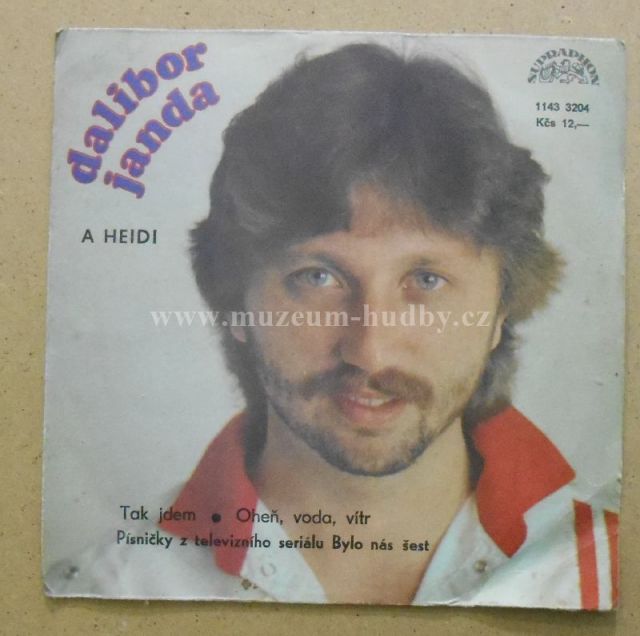 dalibor
janda
A HEIDI
SUPRAPHON
1143 3204
Kčs 12,—
www.muzeum-hudby.cz
Tak jdem ● Oheň, voda, vítr
Písničky z televizního seriálu Bylo nás šest